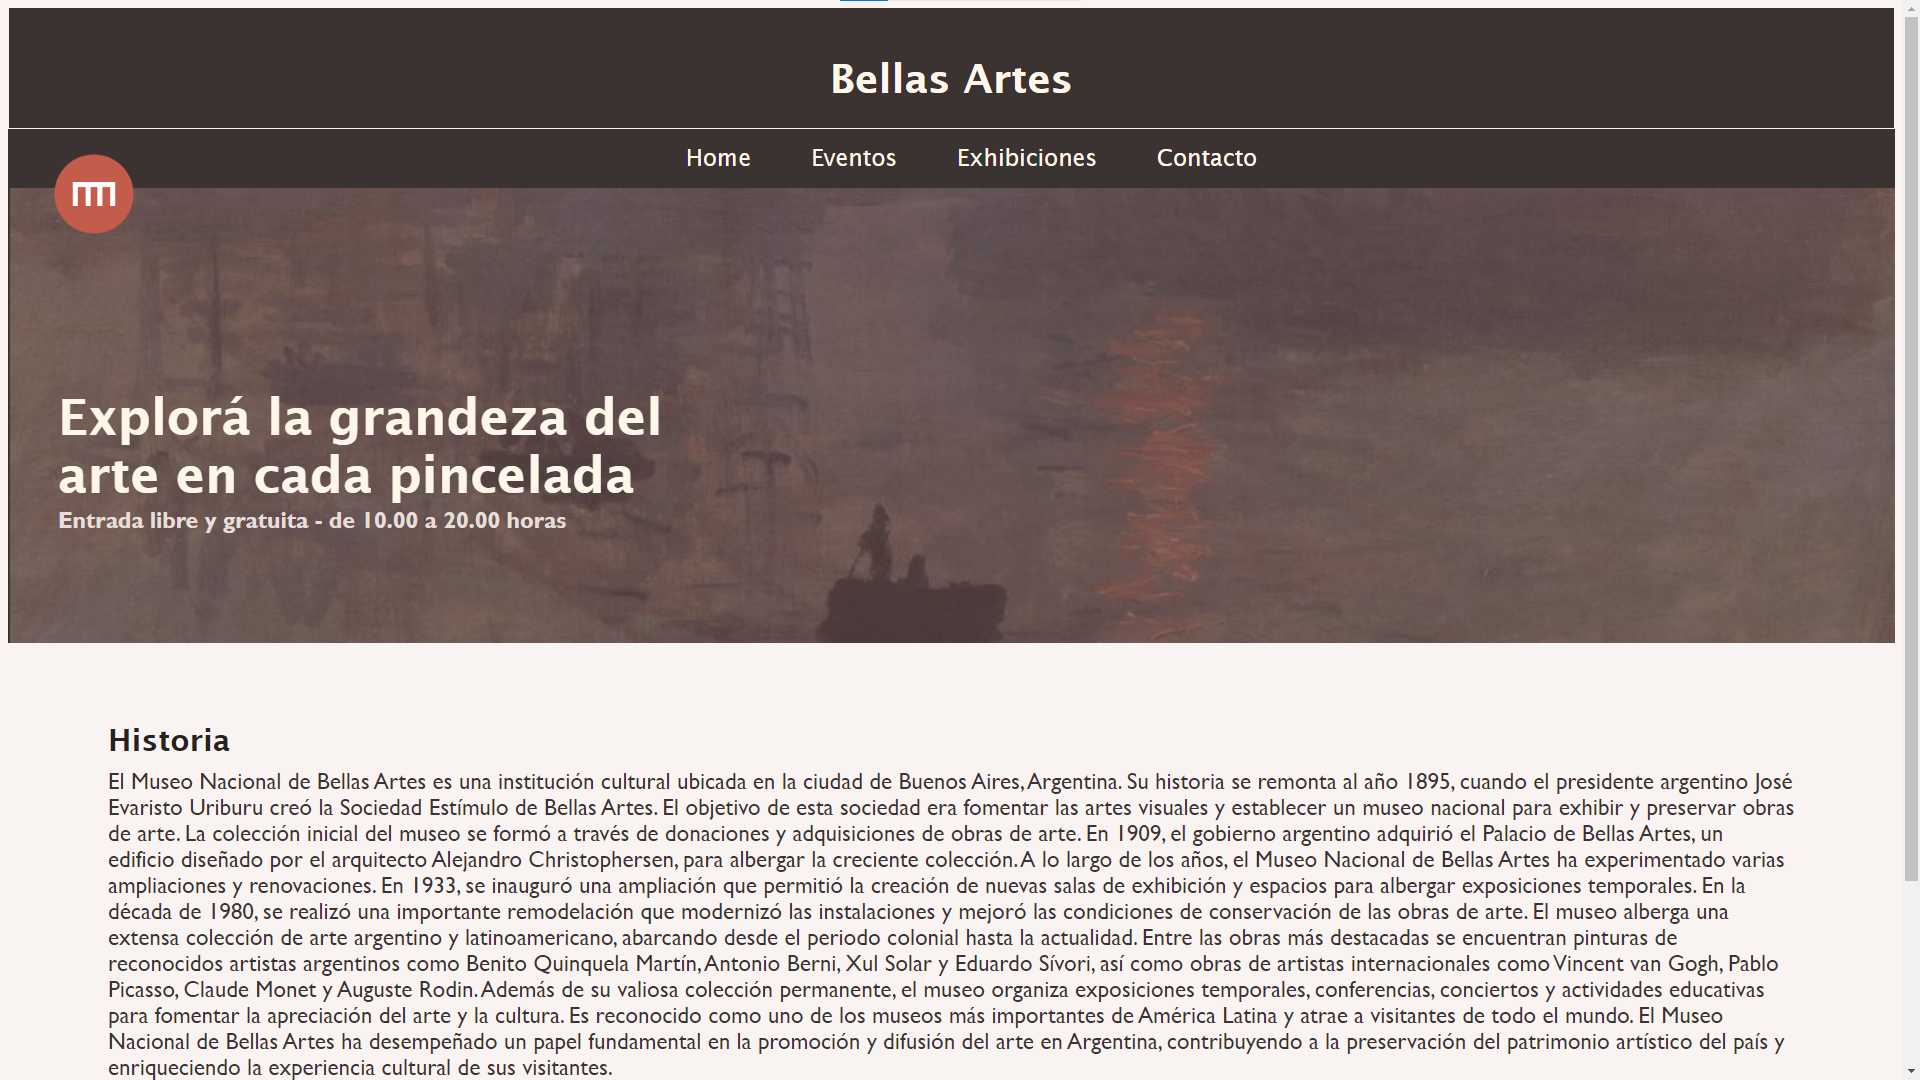 Bellas Artes
Home Eventos Exhibiciones Contacto
Explorá la grandeza del
arte en cada pincelada
Entrada libre y gratuita - de 10.00 a 20.00 horas
Historia
El Museo Nacional de Bellas Artes es una institución cultural ubicada en la ciudad de Buenos Aires, Argentina. Su historia se remonta al año 1895, cuando el presidente argentino José
Evaristo Uriburu creó la Sociedad Estímulo de Bellas Artes. El objetivo de esta sociedad era fomentar las artes visuales y establecer un museo nacional para exhibir y preservar obras
de arte. La colección inicial del museo se formó a través de donaciones y adquisiciones de obras de arte. En 1909, el gobierno argentino adquirió el Palacio de Bellas Artes, un
edificio diseñado por el arquitecto Alejandro Christophersen, para albergar la creciente colección. A lo largo de los años, el Museo Nacional de Bellas Artes ha experimentado varias
ampliaciones y renovaciones. En 1933, se inauguró una ampliación que permitió la creación de nuevas salas de exhibición y espacios para albergar exposiciones temporales. En la
década de 1980, se realizó una importante remodelación que modernizó las instalaciones y mejoró las condiciones de conservación de las obras de arte. El museo alberga una
extensa colección de arte argentino y latinoamericano, abarcando desde el periodo colonial hasta la actualidad. Entre las obras más destacadas se encuentran pinturas de
reconocidos artistas argentinos como Benito Quinquela Martín, Antonio Berni, Xul Solar y Eduardo Sívori, así como obras de artistas internacionales como Vincent van Gogh, Pablo
Picasso, Claude Monet y Auguste Rodin. Además de su valiosa colección permanente, el museo organiza exposiciones temporales, conferencias, conciertos y actividades educativas
para fomentar la apreciación del arte y la cultura. Es reconocido como uno de los museos más importantes de América Latina y atrae a visitantes de todo el mundo. El Museo
Nacional de Bellas Artes ha desempeñado un papel fundamental en la promoción y difusión del arte en Argentina, contribuyendo a la preservación del patrimonio artístico del país y
enriqueciendo la experiencia cultural de sus visitantes.